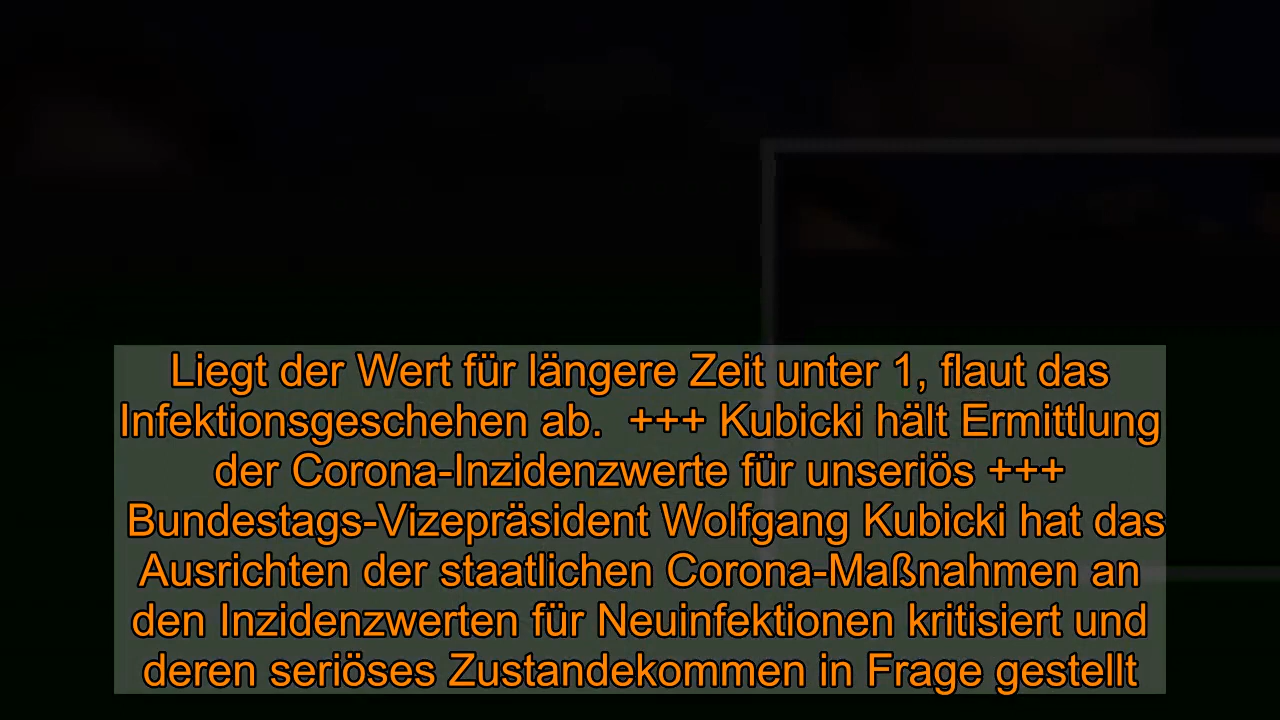 Liegt der Wert für längere Zeit unter 1, flaut das
Infektionsgeschehen ab.  +++ Kubicki hält Ermittlung
der Corona-Inzidenzwerte für unseriös +++
Bundestags-Vizepräsident Wolfgang Kubicki hat das
Ausrichten der staatlichen Corona-Maßnahmen an
den Inzidenzwerten für Neuinfektionen kritisiert und
deren seriöses Zustandekommen in Frage gestellt